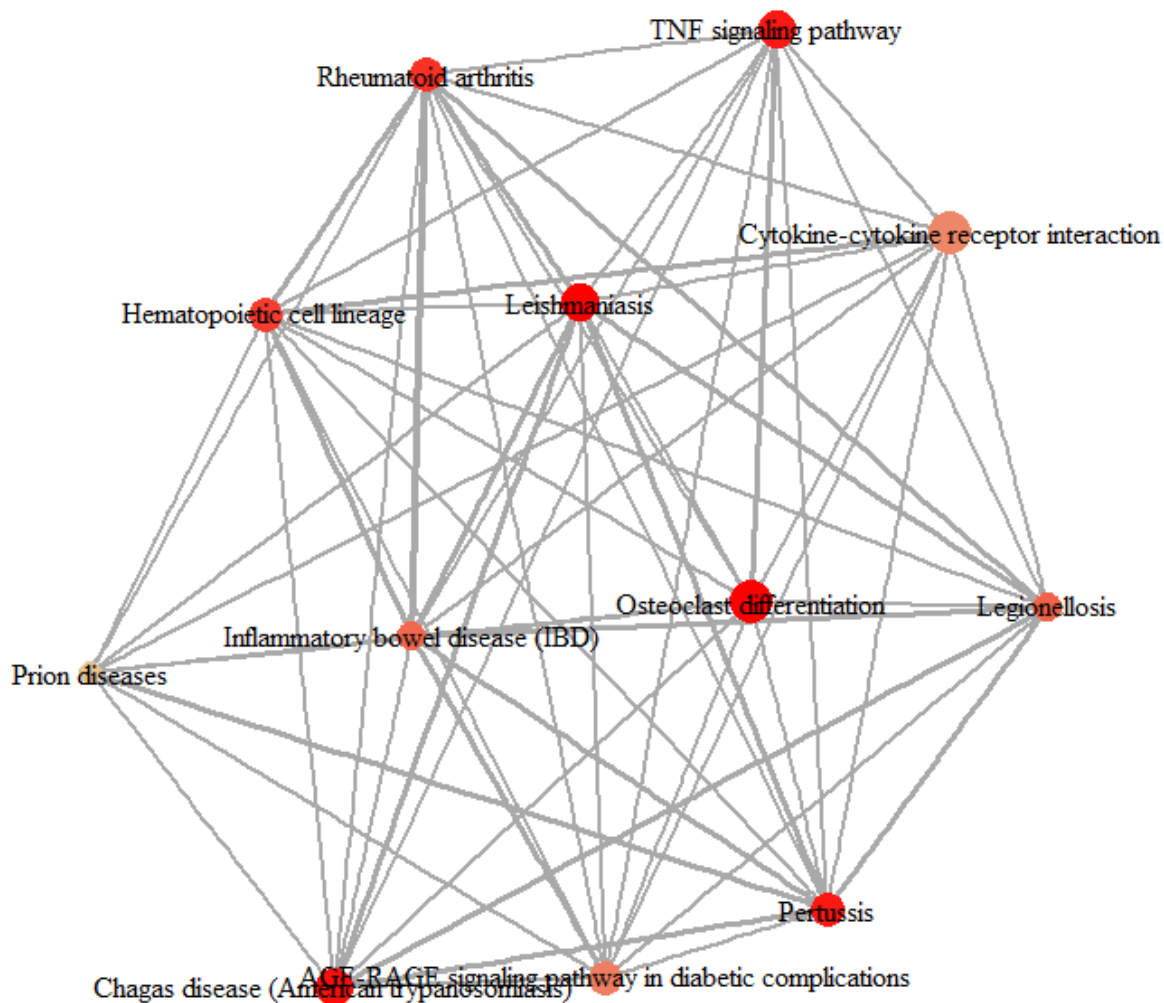 TNF signaling pathway
Rheumatoid arthritis
Cytokine-cytokine receptor interaction
Hematopoietic cell lineage
Leishmaniasis
Osteoclast differentiation
Legionellosis
Inflammatory bowel disease (IBD)
Prion diseases
Pertussis
AGE-RAGE signaling pathway in diabetic complications
Chagas disease (American trypanosomiasis)